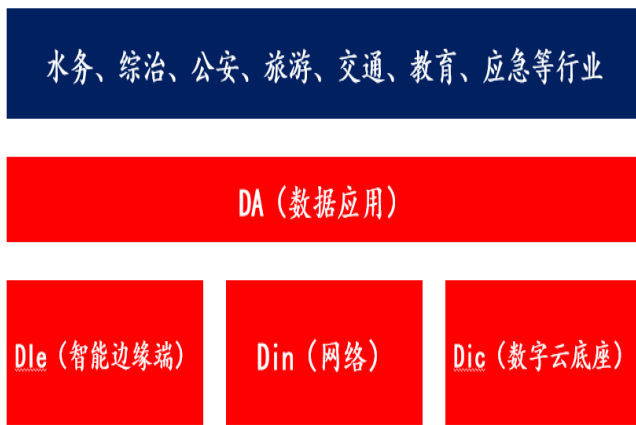 水务、综治、公安、旅游、交通、教育、应急等行业
DA（数据应用）
DIe（智能边缘端）
Din（网络）
Dic（数字云底座）